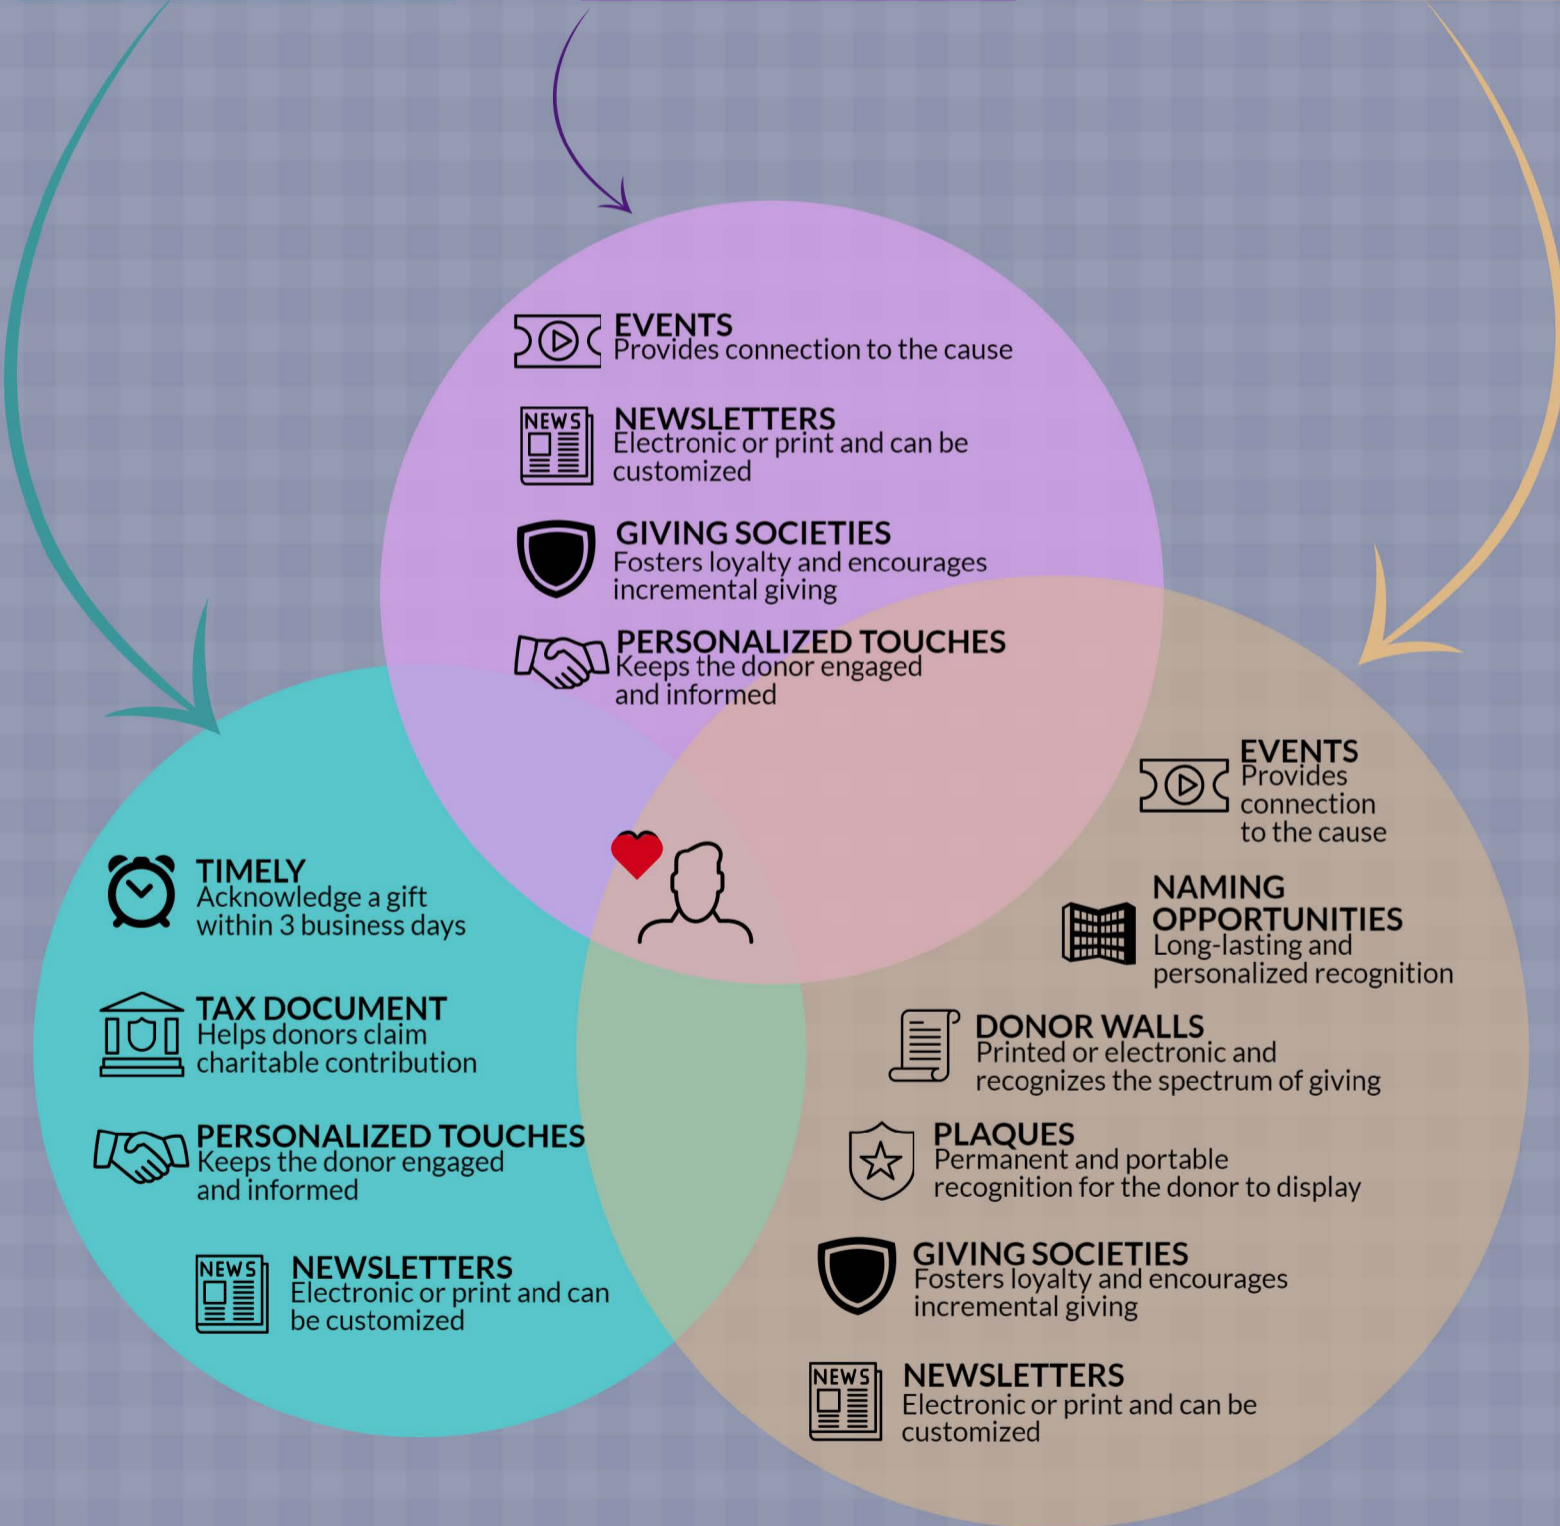 EVENTS
Provides connection to the cause
NEWS
NEWSLETTERS
Electronic or print and can be
customized
GIVING SOCIETIES
Fosters loyalty and encourages
incremental giving
PERSONALIZED TOUCHES
Keeps the donor engaged
and informed
TIMELY
Acknowledge a gift
within 3 business days
TAX DOCUMENT
Helps donors claim
charitable contribution
PERSONALIZED TOUCHES
Keeps the donor engaged
and informed
NEWS
NEWSLETTERS
Electronic or print and can
be customized
EVENTS
Provides
connection
to the cause
NAMING
OPPORTUNITIES
Long-lasting and
personalized recognition
DONOR WALLS
Printed or electronic and
recognizes the spectrum of giving
PLAQUES
Permanent and portable
recognition for the donor to display
GIVING SOCIETIES
Fosters loyalty and encourages
incremental giving
NEWS
NEWSLETTERS
Electronic or print and can be
customized